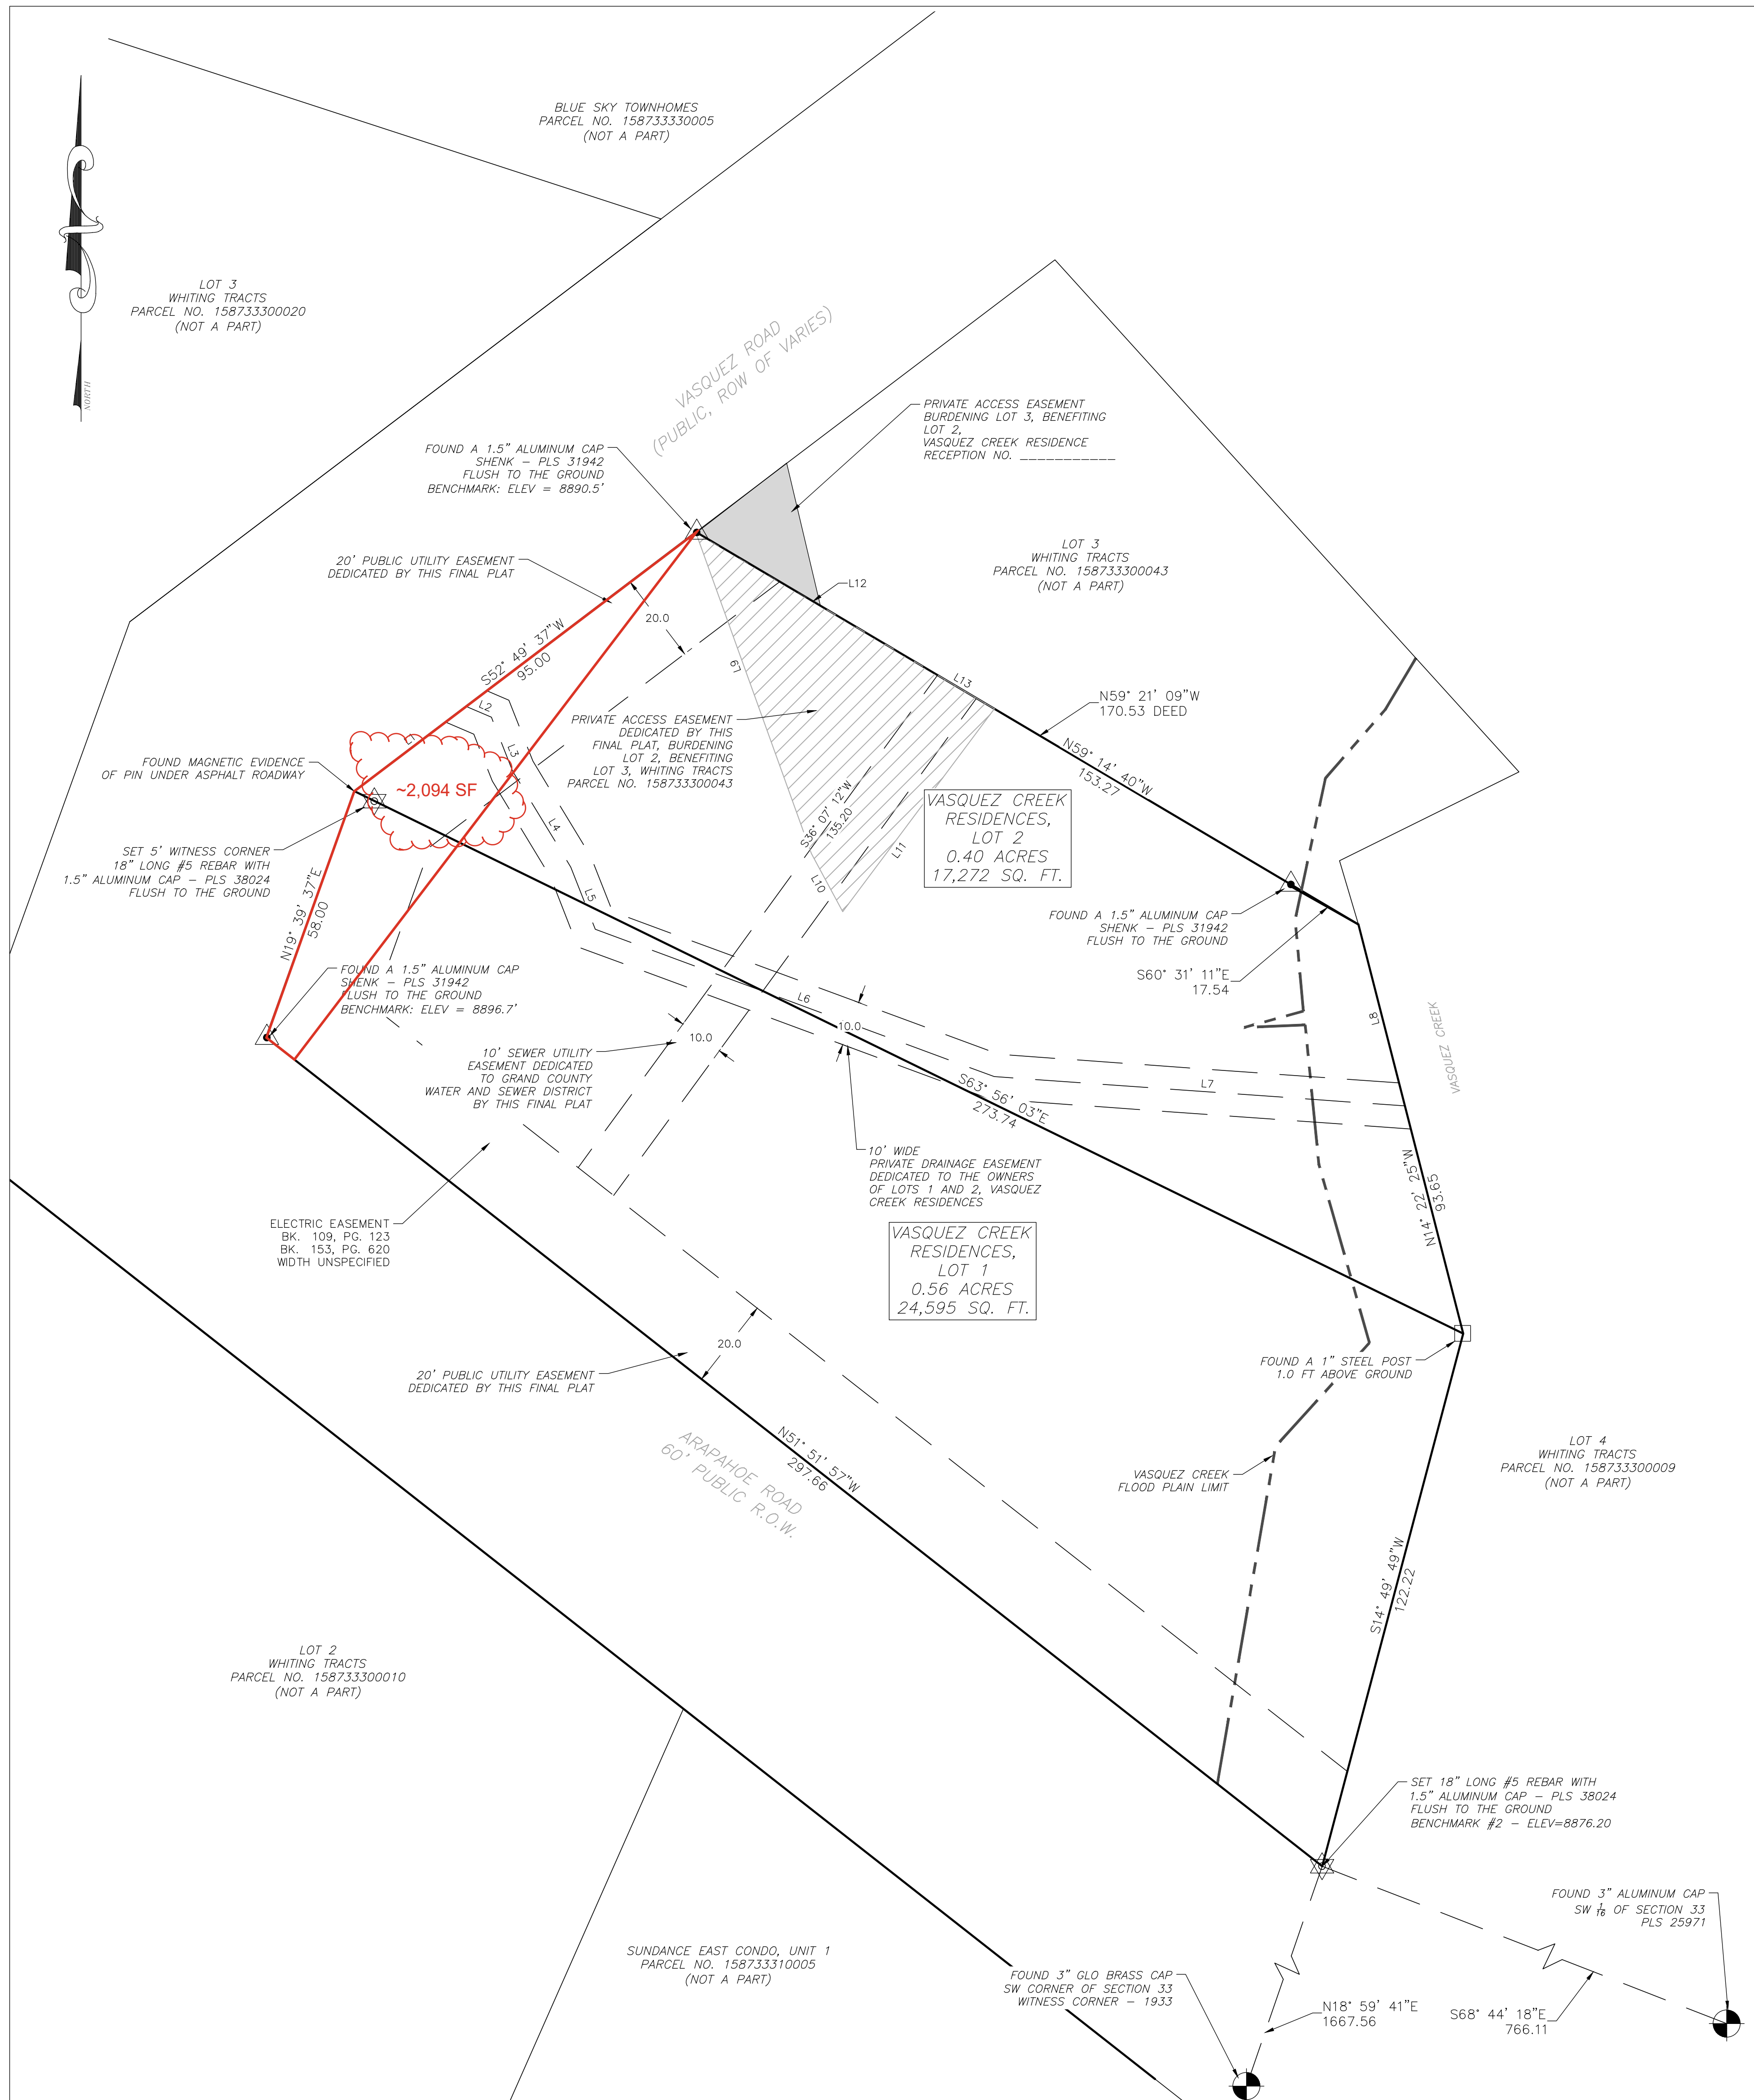 BLUE SKY TOWNHOMES
PARCEL NO. 158733330005
(NOT A PART)
LOT 3
WHITING TRACTS
PARCEL NO. 158733300020
(NOT A PART)
NORTH
VASQUEZ ROAD
(PUBLIC, ROW OF VARIES)
PRIVATE ACCESS EASEMENT
BURDENING LOT 3, BENEFITING
LOT 2,
VASQUEZ CREEK RESIDENCE
RECEPTION NO. ___________
FOUND A 1.5" ALUMINUM CAP
SHENK – PLS 31942
FLUSH TO THE GROUND
BENCHMARK: ELEV = 8890.5'
20' PUBLIC UTILITY EASEMENT
DEDICATED BY THIS FINAL PLAT
LOT 3
WHITING TRACTS
PARCEL NO. 158733300043
(NOT A PART)
L12
20.0
S52° 49' 37"W
95.00
L9
L13
L2
L1
L3
L4
L5
PRIVATE ACCESS EASEMENT
DEDICATED BY THIS
FINAL PLAT, BURDENING
LOT 2, BENEFITING
LOT 3, WHITING TRACTS
PARCEL NO. 158733300043
N59° 21' 09"W
170.53 DEED
N59° 14' 40"W
153.27
FOUND MAGNETIC EVIDENCE
OF PIN UNDER ASPHALT ROADWAY
~2,094 SF
S36° 07' 12"W
135.20
L11
L10
VASQUEZ CREEK
RESIDENCES,
LOT 2
0.40 ACRES
17,272 SQ. FT.
SET 5' WITNESS CORNER
18" LONG #5 REBAR WITH
1.5" ALUMINUM CAP – PLS 38024
FLUSH TO THE GROUND
N19° 39' 37"E
58.00
FOUND A 1.5" ALUMINUM CAP
SHENK – PLS 31942
FLUSH TO THE GROUND
S60° 31' 11"E
17.54
FOUND A 1.5" ALUMINUM CAP
SHENK – PLS 31942
FLUSH TO THE GROUND
BENCHMARK: ELEV = 8896.7'
L6
10.0
10.0
L8
VASQUEZ CREEK
L7
10' SEWER UTILITY
EASEMENT DEDICATED
TO GRAND COUNTY
WATER AND SEWER DISTRICT
BY THIS FINAL PLAT
S63° 56' 03"E
273.74
N14° 22' 25"W
93.65
10' WIDE
PRIVATE DRAINAGE EASEMENT
DEDICATED TO THE OWNERS
OF LOTS 1 AND 2, VASQUEZ
CREEK RESIDENCES
ELECTRIC EASEMENT
BK. 109, PG. 123
BK. 153, PG. 620
WIDTH UNSPECIFIED
VASQUEZ CREEK
RESIDENCES,
LOT 1
0.56 ACRES
24,595 SQ. FT.
20.0
20' PUBLIC UTILITY EASEMENT
DEDICATED BY THIS FINAL PLAT
FOUND A 1" STEEL POST
1.0 FT ABOVE GROUND
ARAPAHOE ROAD
60' PUBLIC R.O.W.
N51° 51' 57"W
297.66
VASQUEZ CREEK
FLOOD PLAIN LIMIT
LOT 4
WHITING TRACTS
PARCEL NO. 158733300009
(NOT A PART)
S14° 49' 49"W
122.22
LOT 2
WHITING TRACTS
PARCEL NO. 158733300010
(NOT A PART)
SET 18" LONG #5 REBAR WITH
1.5" ALUMINUM CAP – PLS 38024
FLUSH TO THE GROUND
BENCHMARK #2 – ELEV=8876.20
FOUND 3" ALUMINUM CAP
SW 1/16 OF SECTION 33
PLS 25971
SUNDANCE EAST CONDO, UNIT 1
PARCEL NO. 158733310005
(NOT A PART)
FOUND 3" GLO BRASS CAP
SW CORNER OF SECTION 33
WITNESS CORNER – 1933
N18° 59' 41"E
1667.56
S68° 44' 18"E
766.11